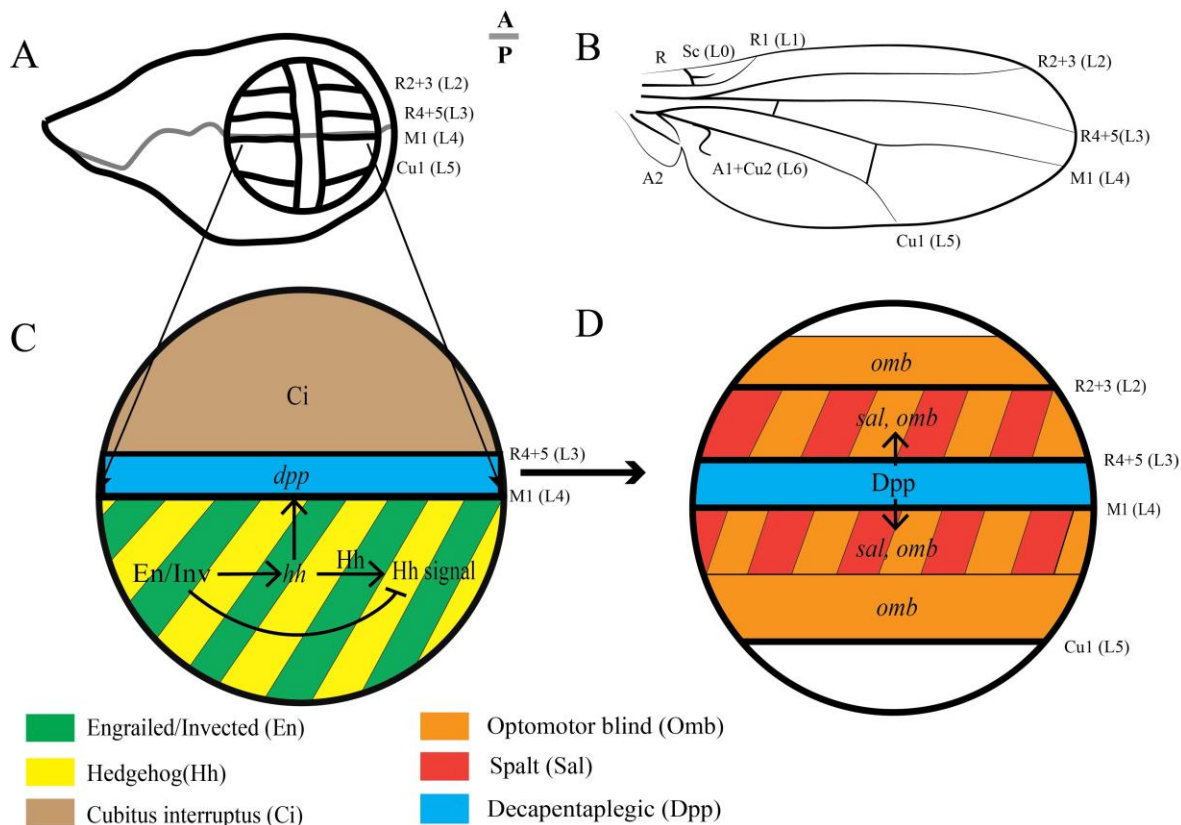 A
A
P
B
R2+3 (L2)
R4+5(L3)
M1 (L4)
Cu1 (L5)
R
Sc (L0)
R1 (L1)
R2+3 (L2)
R4+5(L3)
M1 (L4)
A2
A1+Cu2 (L6)
Cu1 (L5)
C
Ci
dpp
En/Inv
hh
Hh
Hh signal
R4+5 (L3)
M1 (L4)
D
omb
sal, omb
Dpp
sal, omb
omb
R2+3 (L2)
R4+5 (L3)
M1 (L4)
Cu1 (L5)
Engrailed/Invected (En)
Hedgehog(Hh)
Cubitus interruptus (Ci)
Optomotor blind (Omb)
Spalt (Sal)
Decapentaplegic (Dpp)